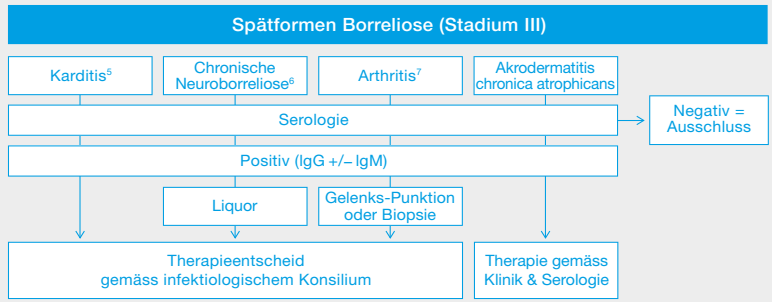 Spätformen Borreliose (Stadium III)
Karditis⁵
Chronische
Neuroborreliose⁶
Arthritis⁷
Akrodermatitis
chronica atrophicans
Serologie
Negativ =
Ausschluss
Positiv (IgG +/– IgM)
Liquor
Gelenks-Punktion
oder Biopsie
Therapieentscheid
gemäss infektiologischem Konsilium
Therapie gemäss
Klinik & Serologie